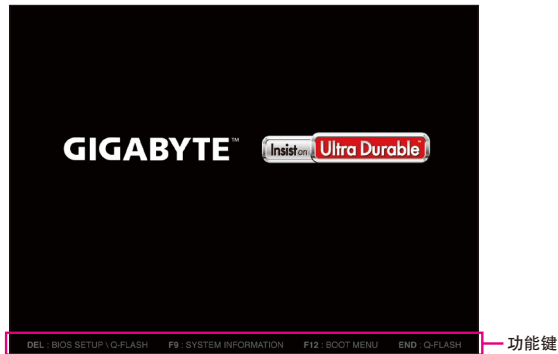 GIGABYTE™
Insist on Ultra Durable™
DEL : BIOS SETUP \ Q-FLASH F9 : SYSTEM INFORMATION F12 : BOOT MENU END : Q-FLASH
功能键